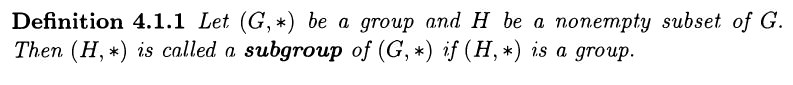 Definition 4.1.1 Let (G, ∗) be a group and H be a nonempty subset of G.
Then (H, ∗) is called a subgroup of (G, ∗) if (H, ∗) is a group.